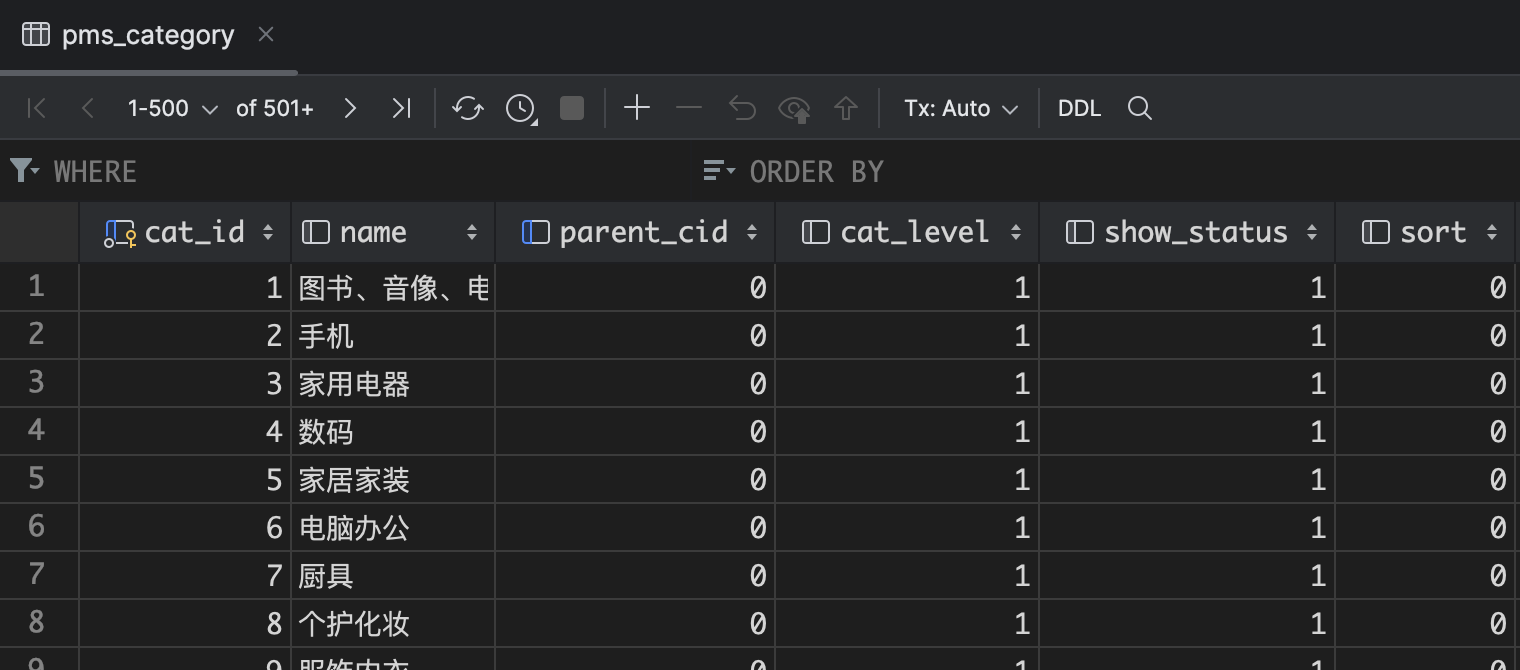 pms_category
1-500 of 501+ Tx: Auto DDL
WHERE ORDER BY
cat_id name parent_cid cat_level show_status sort
1 1 图书、音像、电 0 1 1 0
2 2 手机 0 1 1 0
3 3 家用电器 0 1 1 0
4 4 数码 0 1 1 0
5 5 家居家装 0 1 1 0
6 6 电脑办公 0 1 1 0
7 7 厨具 0 1 1 0
8 8 个护化妆 0 1 1 0
9 9 服饰内衣 0 1 1 0